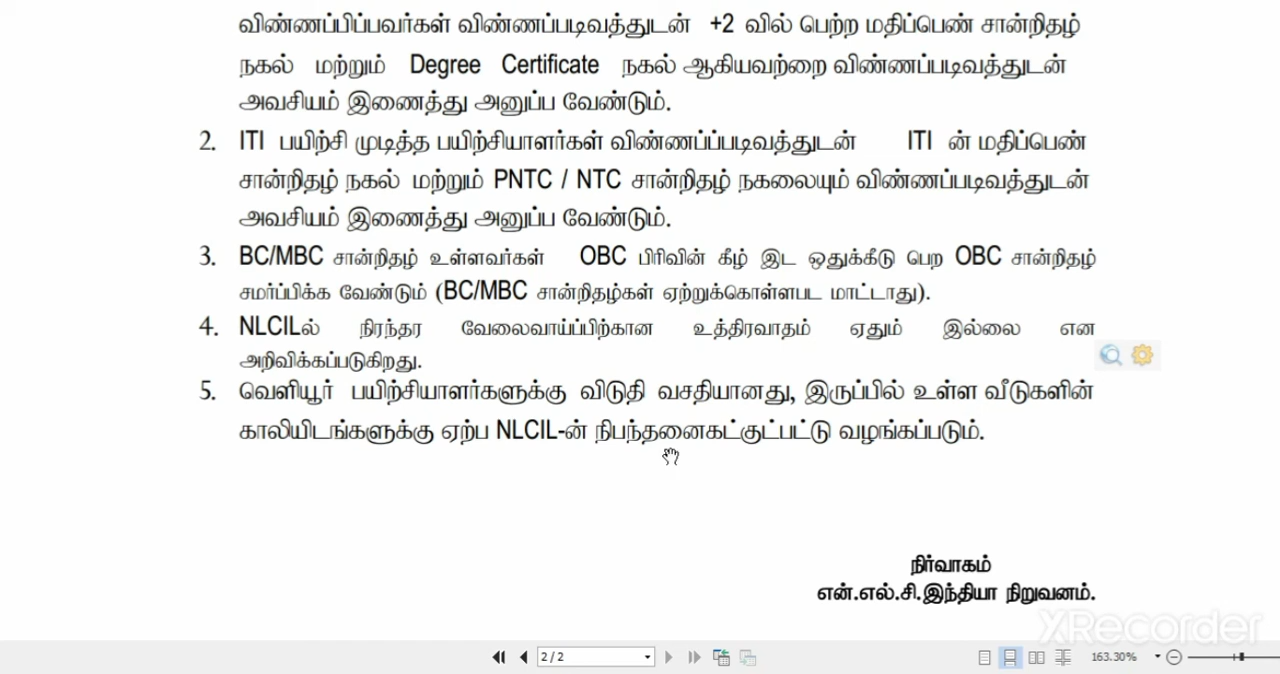 விண்ணப்பிப்பவர்கள் விண்ணப்படிவத்துடன் +2 வில் பெற்ற மதிப்பெண் சான்றிதழ்
நகல் மற்றும் Degree Certificate நகல் ஆகியவற்றை விண்ணப்படிவத்துடன்
அவசியம் இணைத்து அனுப்ப வேண்டும்.
2. ITI பயிற்சி முடித்த பயிற்சியாளர்கள் விண்ணப்ப்படிவத்துடன் ITI ன் மதிப்பெண்
சான்றிதழ் நகல் மற்றும் PNTC / NTC சான்றிதழ் நகலையும் விண்ணப்படிவத்துடன்
அவசியம் இணைத்து அனுப்ப வேண்டும்.
3. BC/MBC சான்றிதழ் உள்ளவர்கள் OBC பிரிவின் கீழ் இட ஒதுக்கீடு பெற OBC சான்றிதழ்
சமர்ப்பிக்க வேண்டும் (BC/MBC சான்றிதழ்கள் ஏற்றுக்கொள்ளபட மாட்டாது).
4. NLCILல் நிரந்தர வேலைவாய்ப்பிற்கான உத்திரவாதம் ஏதும் இல்லை என
அறிவிக்கப்படுகிறது.
5. வெளியூர் பயிற்சியாளர்களுக்கு விடுதி வசதியானது, இருப்பில் உள்ள வீடுகளின்
காலியிடங்களுக்கு ஏற்ப NLCIL-ன் நிபந்தனைகட்குட்பட்டு வழங்கப்படும்.
நிர்வாகம்
என்.எல்.சி.இந்தியா நிறுவனம்.
XRecorder
2 / 2 163.30%